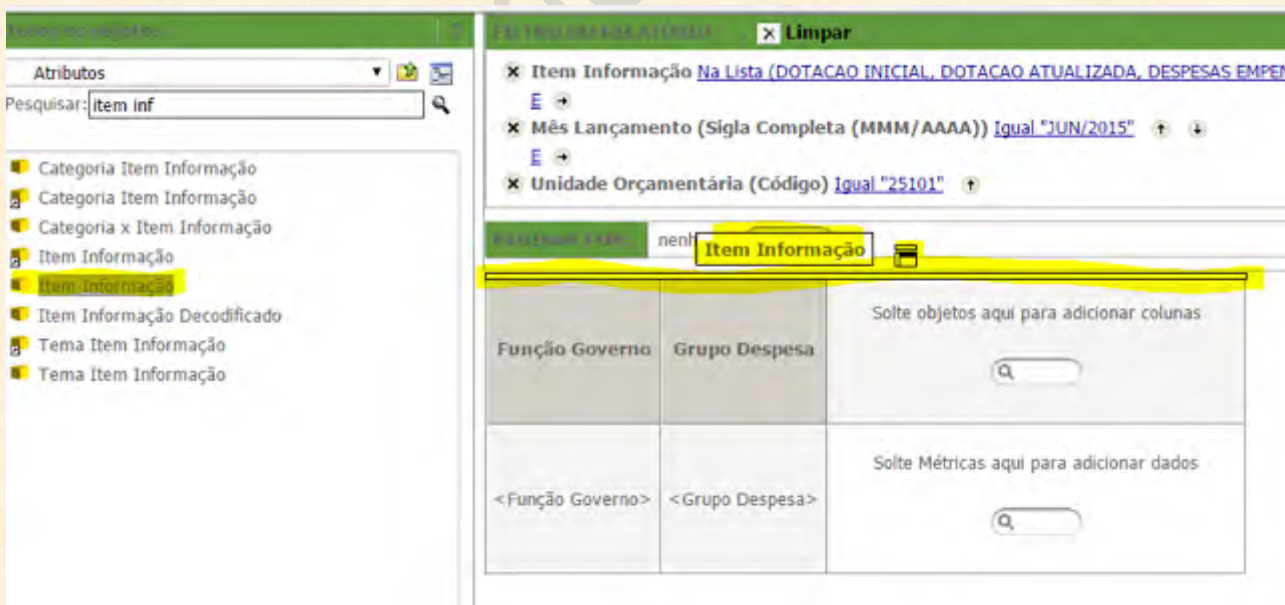 Atributos
Pesquisar: item inf
Categoria Item Informação
Categoria Item Informação
Categoria x Item Informação
Item Informação
Item Informação
Item Informação Decodificado
Tema Item Informação
Tema Item Informação
Limpar
Item Informação Na Lista (DOTACAO INICIAL, DOTACAO ATUALIZADA, DESPESAS EMPEN
E
Mês Lançamento (Sigla Completa (MMM/AAAA)) Igual "JUN/2015"
E
Unidade Orçamentária (Código) Igual "25101"
nenh
Item Informação
Função Governo
Grupo Despesa
Solte objetos aqui para adicionar colunas
<Função Governo>
<Grupo Despesa>
Solte Métricas aqui para adicionar dados